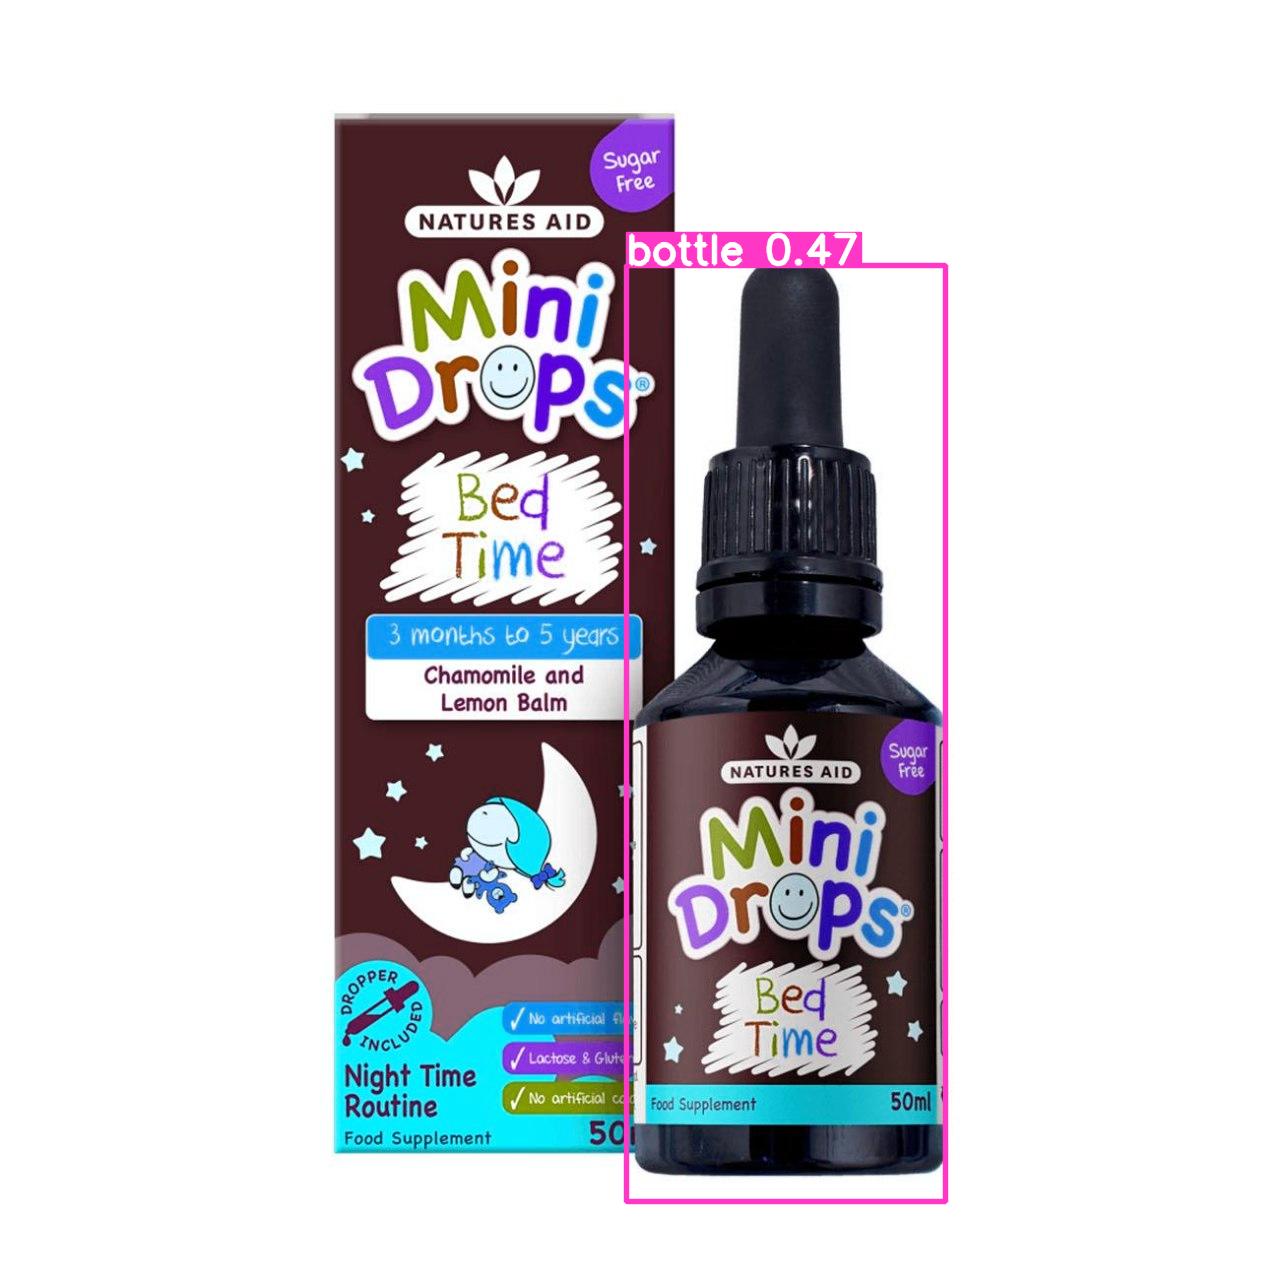 Sugar
Free
NATURES AID
Mini
Drops®
Bed
Time
3 months to 5 years
Chamomile and
Lemon Balm
DROPPER
INCLUDED
No artificial
Lactose &
No artificial
Night Time
Routine
Food Supplement
bottle 0.47
NATURES AID
Sugar
Free
Mini
Drops®
Bed
Time
Food Supplement
50ml